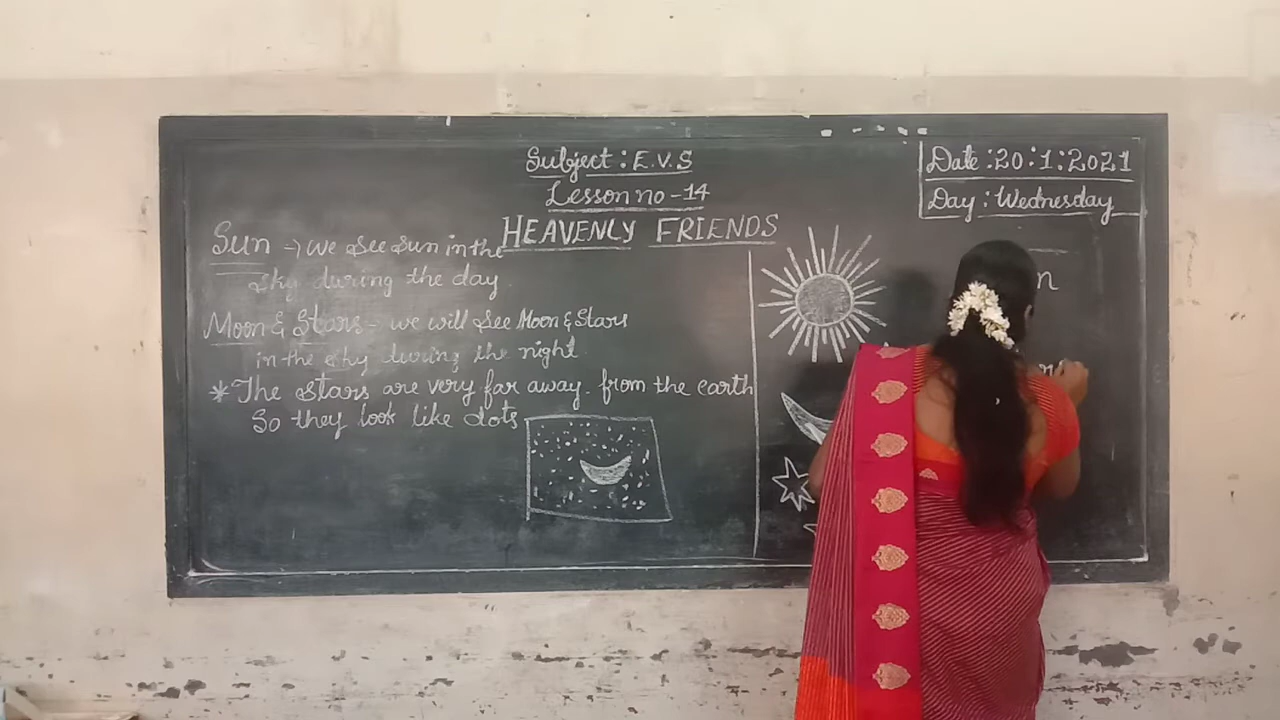 Subject : E.V.S
Lesson no - 14
HEAVENLY FRIENDS
Date : 20 : 1 : 2021
Day : Wednesday
Sun → we see sun in the
sky during the day
Moon & Stars - we will see Moon & Stars
in the sky during the night.
* The stars are very far away. from the earth
So they look like dots